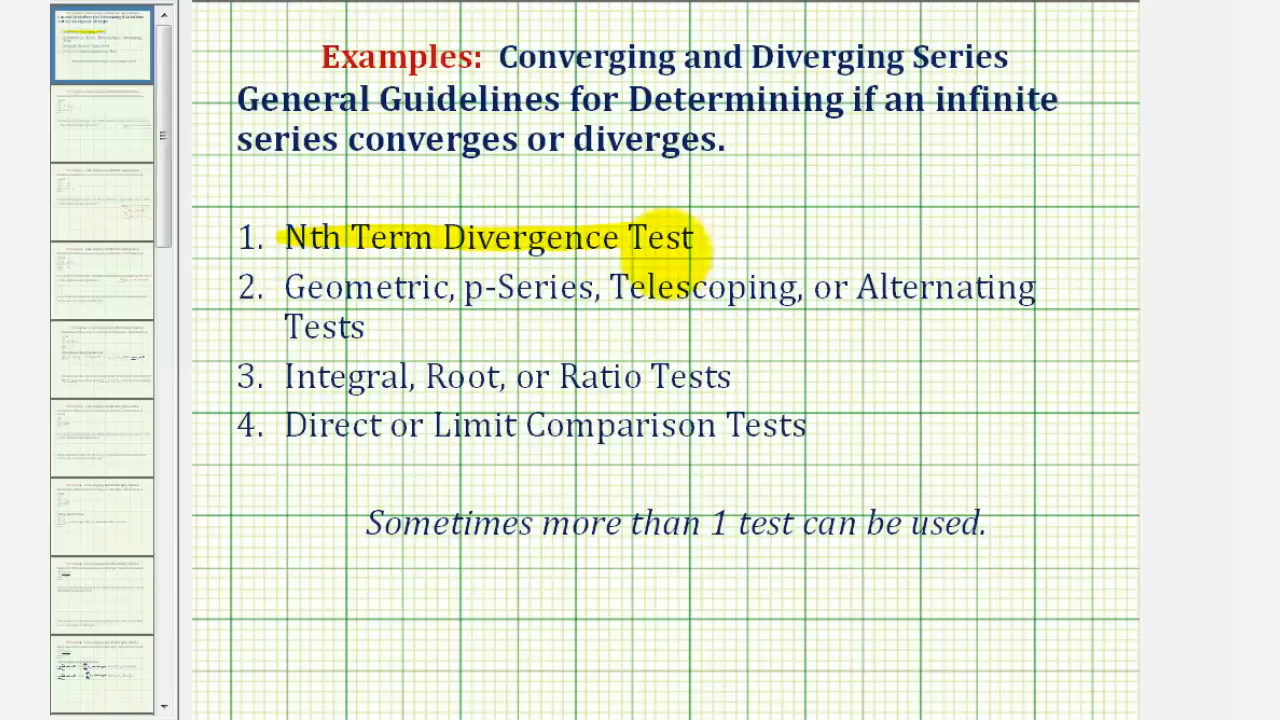 Examples: Converging and Diverging Series
General Guidelines for Determining if an infinite
series converges or diverges.
1. Nth Term Divergence Test
2. Geometric, p-Series, Telescoping, or Alternating
Tests
3. Integral, Root, or Ratio Tests
4. Direct or Limit Comparison Tests
Sometimes more than 1 test can be used.